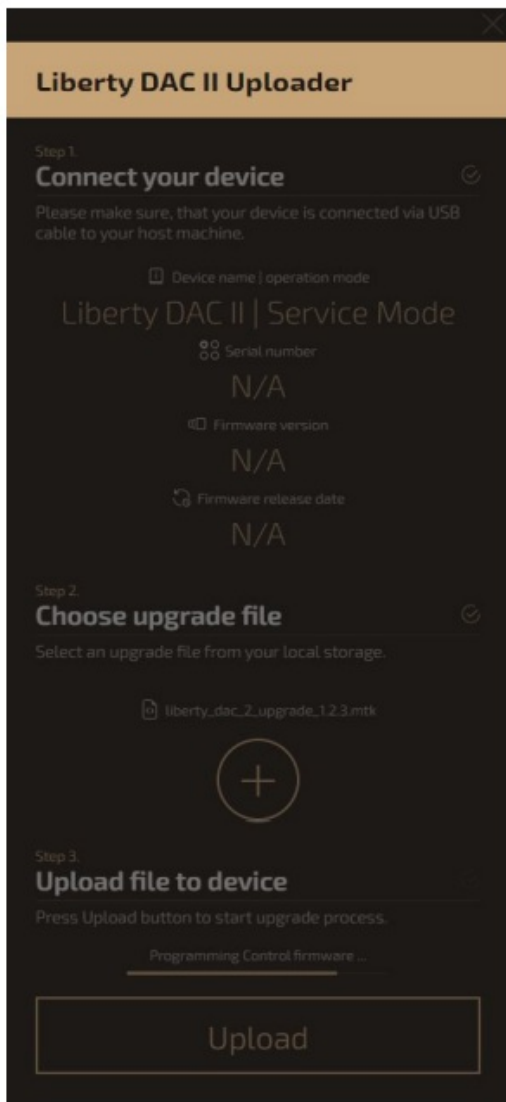 Liberty DAC II Uploader
Step 1.
Connect your device
Please make sure, that your device is connected via USB
cable to your host machine.
Device name | operation mode
Liberty DAC II | Service Mode
Serial number
N/A
Firmware version
N/A
Firmware release date
N/A
Step 2.
Choose upgrade file
Select an upgrade file from your local storage.
liberty_dac_2_upgrade_1.2.3.mtk
Step 3.
Upload file to device
Press Upload button to start upgrade process.
Programming Control firmware ...
Upload